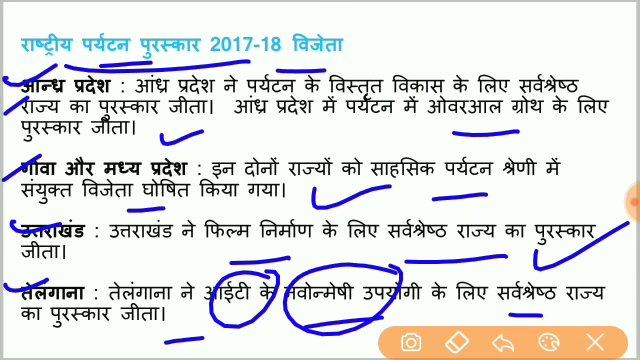 राष्ट्रीय पर्यटन पुरस्कार 2017-18 विजेता
आन्ध्र प्रदेश : आंध्र प्रदेश ने पर्यटन के विस्तृत विकास के लिए सर्वश्रेष्ठ
राज्य का पुरस्कार जीता। आंध्र प्रदेश में पर्यटन में ओवरआल ग्रोथ के लिए
पुरस्कार जीता।
गोवा और मध्य प्रदेश : इन दोनों राज्यों को साहसिक पर्यटन श्रेणी में
संयुक्त विजेता घोषित किया गया।
उत्तराखंड : उत्तराखंड ने फिल्म निर्माण के लिए सर्वश्रेष्ठ राज्य का पुरस्कार
जीता।
तेलंगाना : तेलंगाना ने आईटी के नवोन्मेषी उपयोगी के लिए सर्वश्रेष्ठ राज्य
का पुरस्कार जीता।